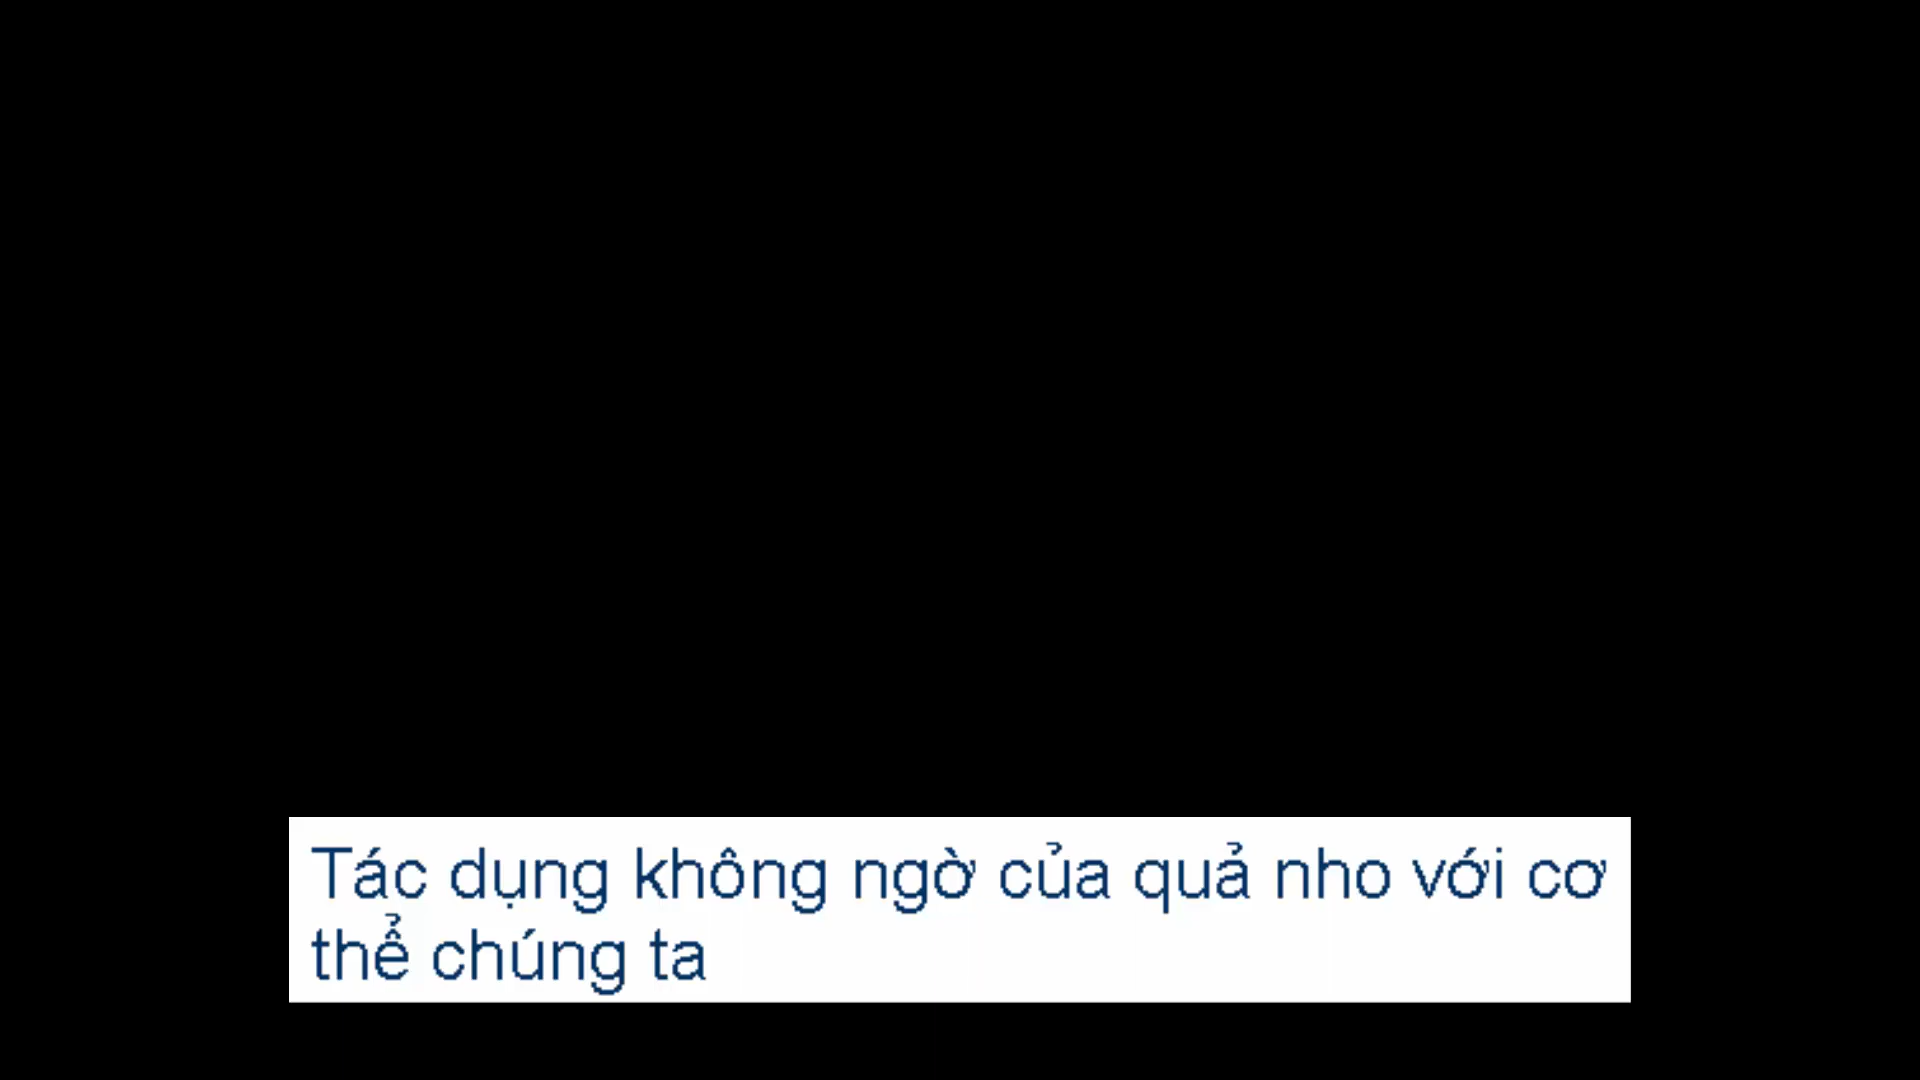 Tác dụng không ngờ của quả nho với cơ
thể chúng ta